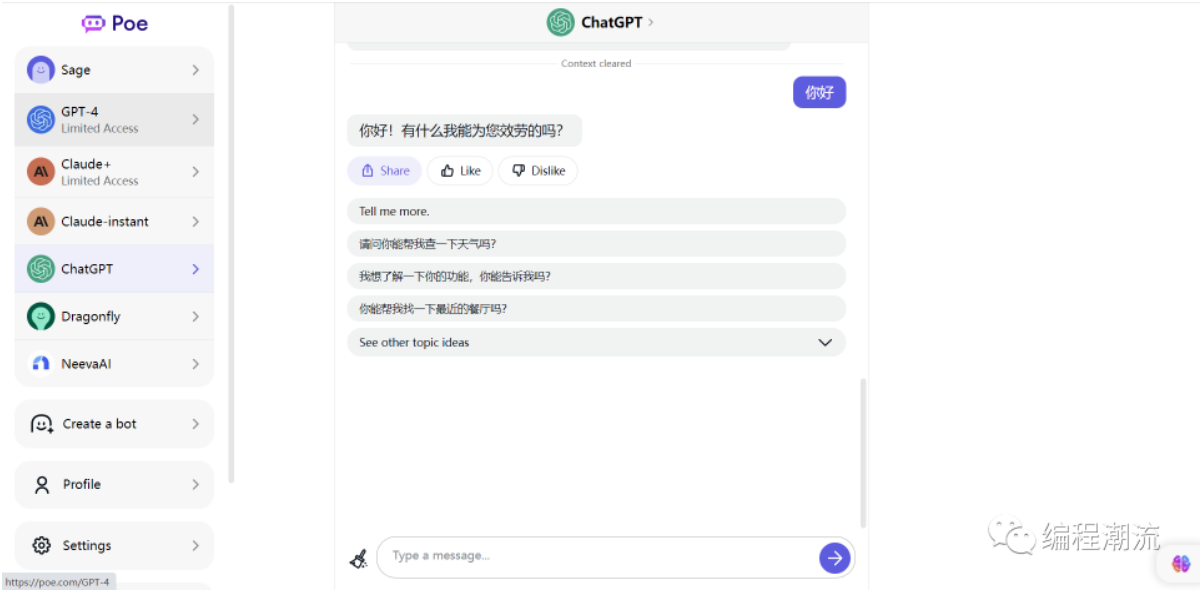 Poe
Sage
GPT-4
Limited Access
Claude+
Limited Access
Claude-instant
ChatGPT
Dragonfly
NeevaAI
Create a bot
Profile
Settings
https://poe.com/GPT-4
ChatGPT
Context cleared
你好
你好！有什么我能为您效劳的吗？
Share
Like
Dislike
Tell me more.
请问你能帮我查一下天气吗？
我想了解一下你的功能，你能告诉我吗？
你能帮我找一下最近的餐厅吗？
See other topic ideas
Type a message...
编程潮流